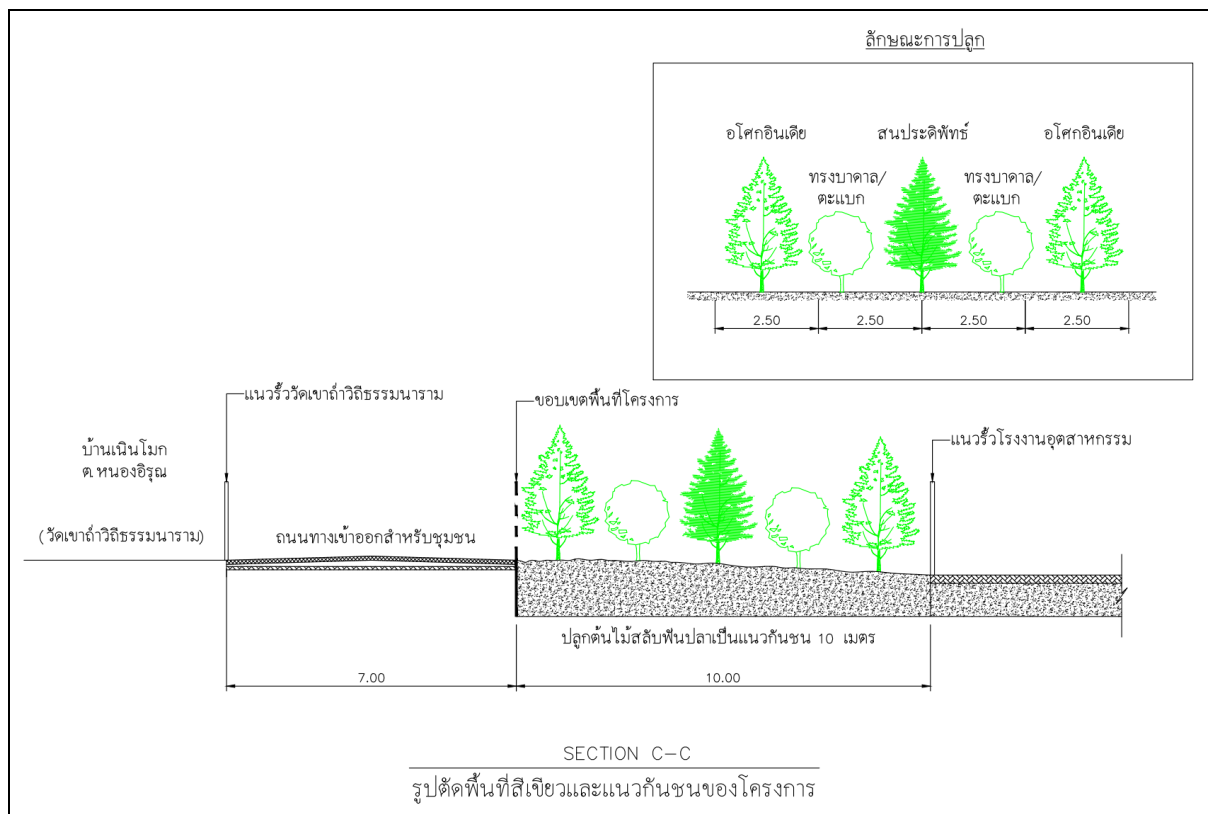 ลักษณะการปลูก
อโศกอินเดีย
สนประดิพัทธ์
อโศกอินเดีย
ทรงบาดาล/
ตะแบก
ทรงบาดาล/
ตะแบก
2.50
2.50
2.50
2.50
แนวรั้ววัดเขาถ้ำวิถีธรรมนาราม
ขอบเขตพื้นที่โครงการ
แนวรั้วโรงงานอุตสาหกรรม
บ้านเนินโมก
ต.หนองอิรุณ
(วัดเขาถ้ำวิถีธรรมนาราม)
ถนนทางเข้าออกสำหรับชุมชน
ปลูกต้นไม้สลับฟันปลาเป็นแนวกันชน 10 เมตร
7.00
10.00
SECTION C-C
รูปตัดพื้นที่สีเขียวและแนวกันชนของโครงการ